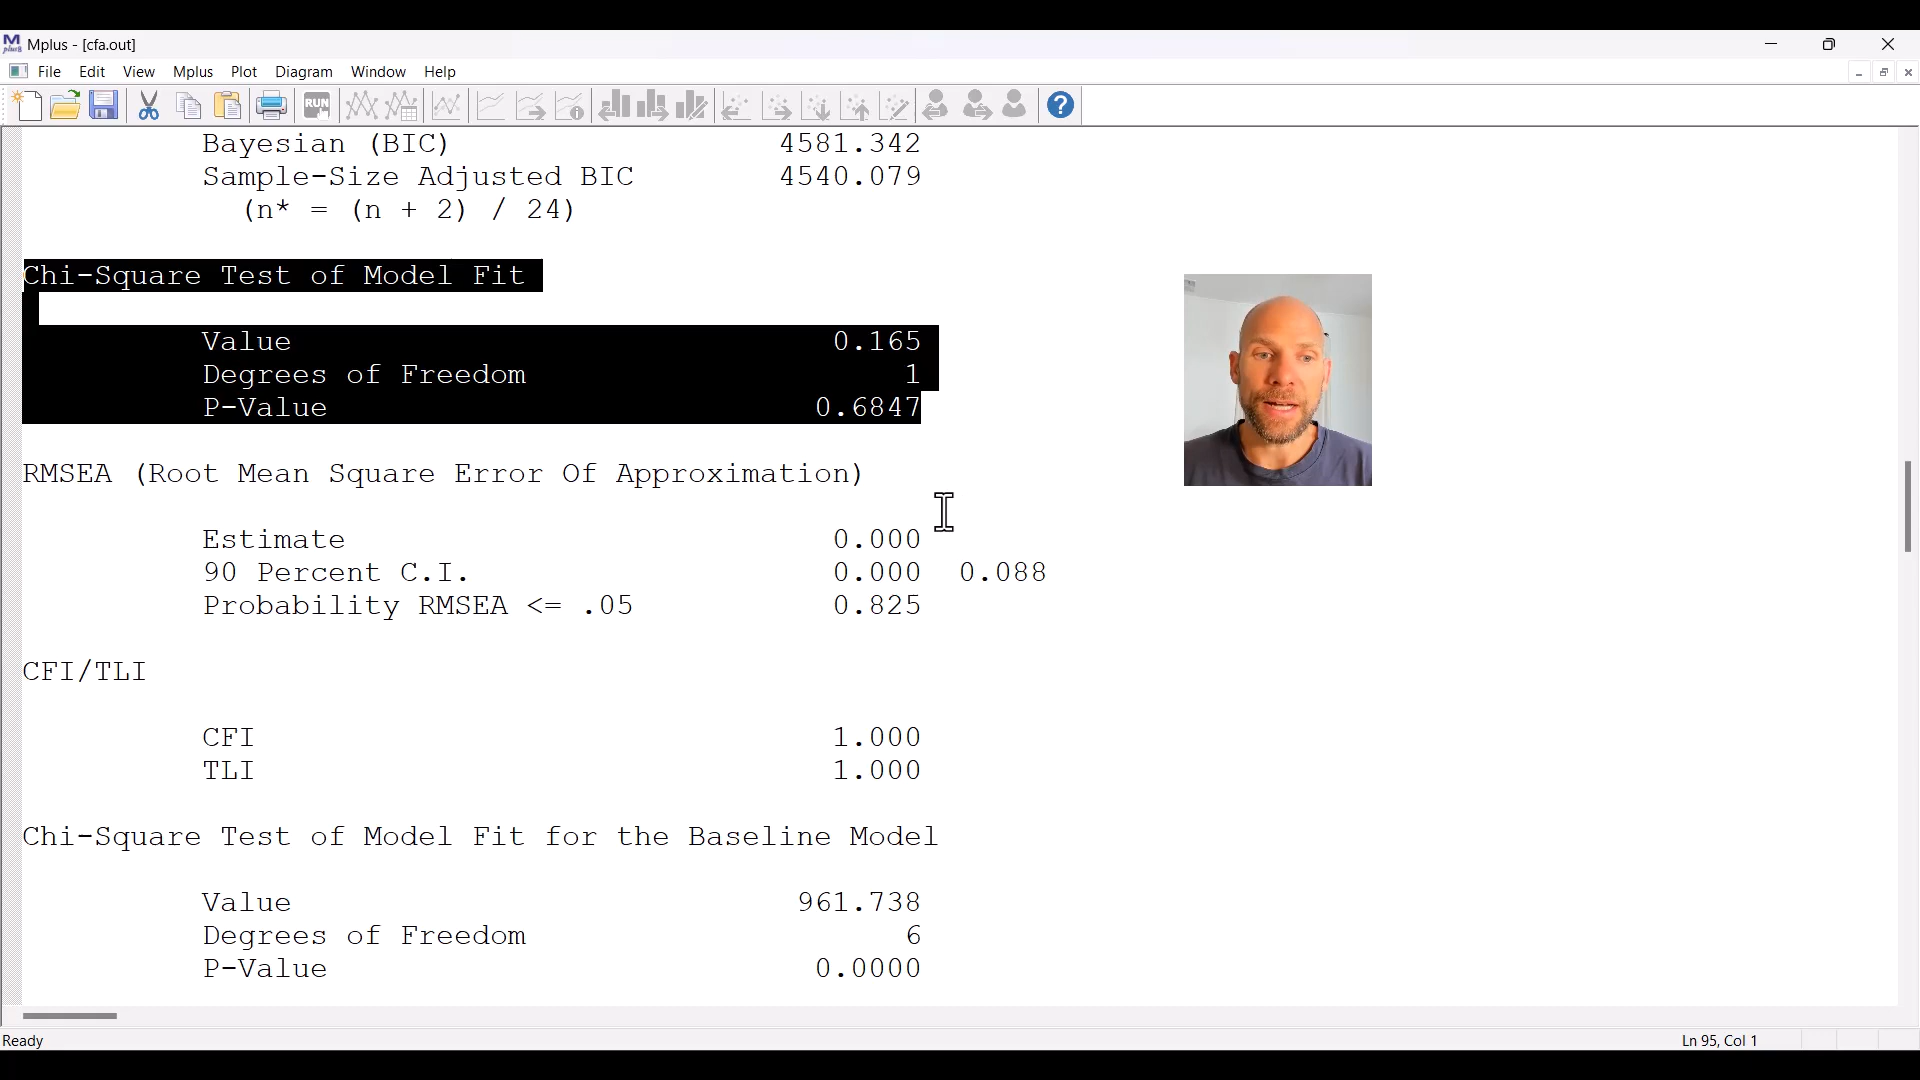 Mplus - [cfa.out]
File Edit View Mplus Plot Diagram Window Help
RUN
Bayesian (BIC) 4581.342
Sample-Size Adjusted BIC 4540.079
(n* = (n + 2) / 24)
Chi-Square Test of Model Fit
Value 0.165
Degrees of Freedom 1
P-Value 0.6847
RMSEA (Root Mean Square Error Of Approximation)
Estimate 0.000
90 Percent C.I. 0.000 0.088
Probability RMSEA <= .05 0.825
CFI/TLI
CFI 1.000
TLI 1.000
Chi-Square Test of Model Fit for the Baseline Model
Value 961.738
Degrees of Freedom 6
P-Value 0.0000
Ready Ln 95, Col 1